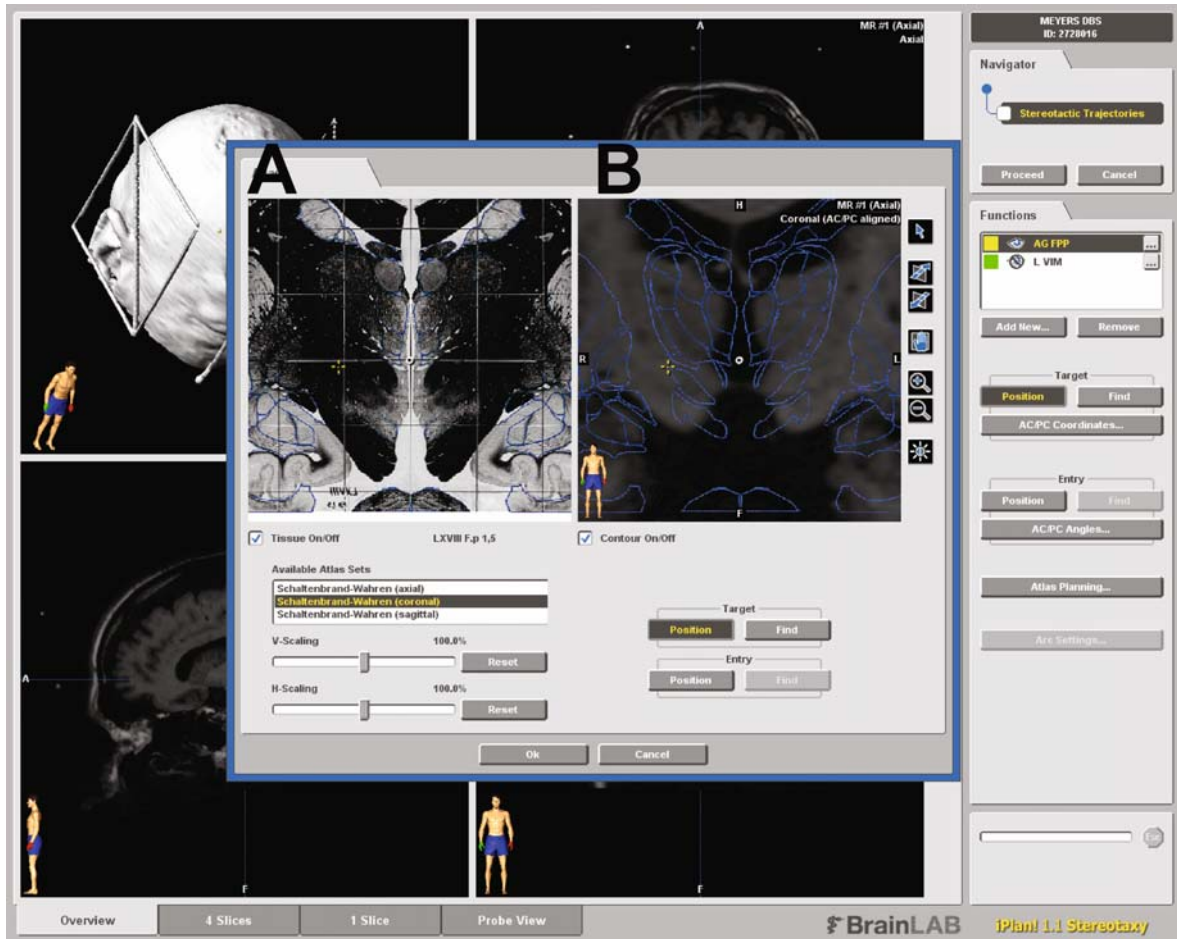 MR #1 (Axial)
Axial
A
MEYERS DBS
ID: 2728016
Navigator
Stereotactic Trajectories
Proceed
Cancel
Functions
AG FPP
...
L VIM
...
Add New...
Remove
Target
Position
Find
AC/PC Coordinates...
Entry
Position
Find
AC/PC Angles...
Atlas Planning...
Arc Settings...
A
B
H
MR #1 (Axial)
Coronal (AC/PC aligned)
R
L
F
Tissue On/Off
LXVIII F.p 1,5
Contour On/Off
Available Atlas Sets
Schaltenbrand-Wahren (axial)
Schaltenbrand-Wahren (coronal)
Schaltenbrand-Wahren (sagittal)
V-Scaling
100.0%
Reset
H-Scaling
100.0%
Reset
Target
Position
Find
Entry
Position
Find
Ok
Cancel
A
F
F
Overview
4 Slices
1 Slice
Probe View
BrainLAB
iPlan! 1.1 Stereotaxy